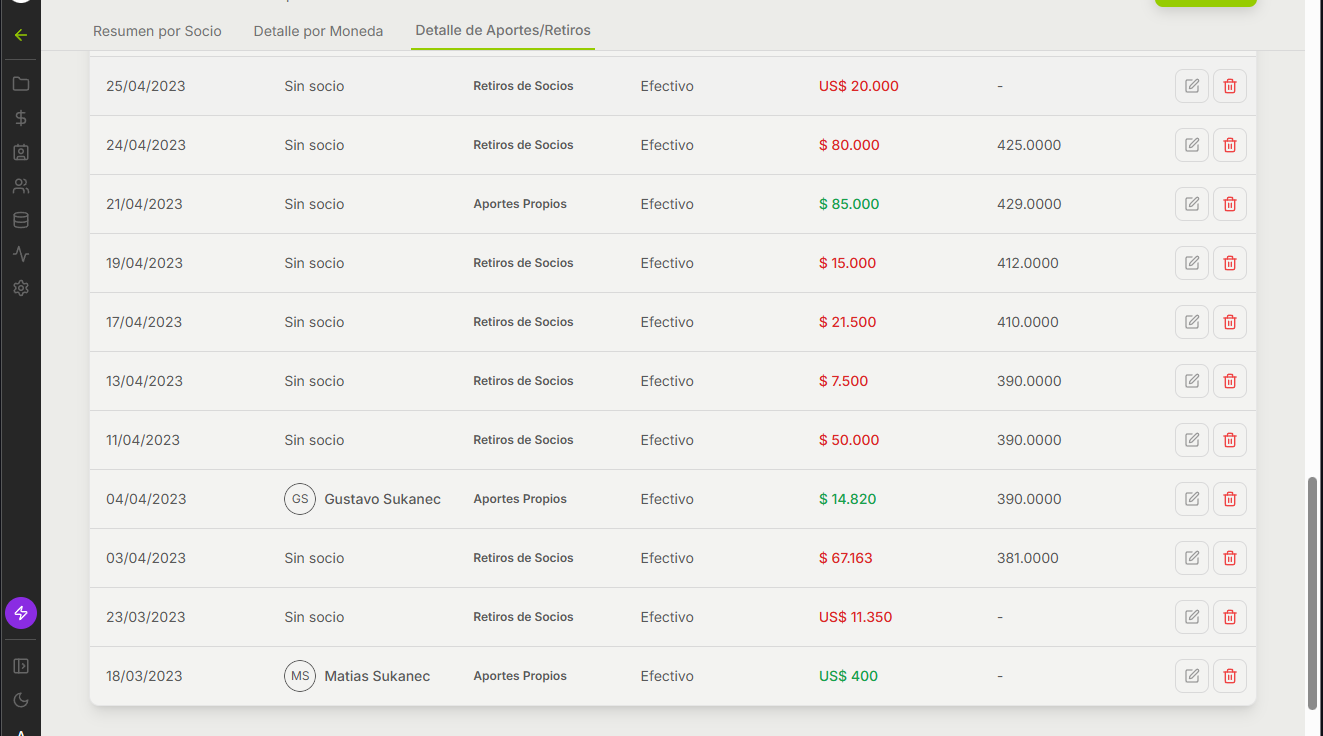 Resumen por Socio Detalle por Moneda Detalle de Aportes/Retiros
25/04/2023 Sin socio Retiros de Socios Efectivo US$ 20.000 -
24/04/2023 Sin socio Retiros de Socios Efectivo $ 80.000 425.0000
21/04/2023 Sin socio Aportes Propios Efectivo $ 85.000 429.0000
19/04/2023 Sin socio Retiros de Socios Efectivo $ 15.000 412.0000
17/04/2023 Sin socio Retiros de Socios Efectivo $ 21.500 410.0000
13/04/2023 Sin socio Retiros de Socios Efectivo $ 7.500 390.0000
11/04/2023 Sin socio Retiros de Socios Efectivo $ 50.000 390.0000
04/04/2023 GS Gustavo Sukanec Aportes Propios Efectivo $ 14.820 390.0000
03/04/2023 Sin socio Retiros de Socios Efectivo $ 67.163 381.0000
23/03/2023 Sin socio Retiros de Socios Efectivo US$ 11.350 -
18/03/2023 MS Matias Sukanec Aportes Propios Efectivo US$ 400 -